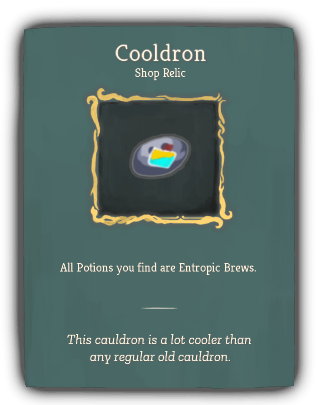 Cooldron
Shop Relic
All Potions you find are Entropic Brews.
This cauldron is a lot cooler than
any regular old cauldron.